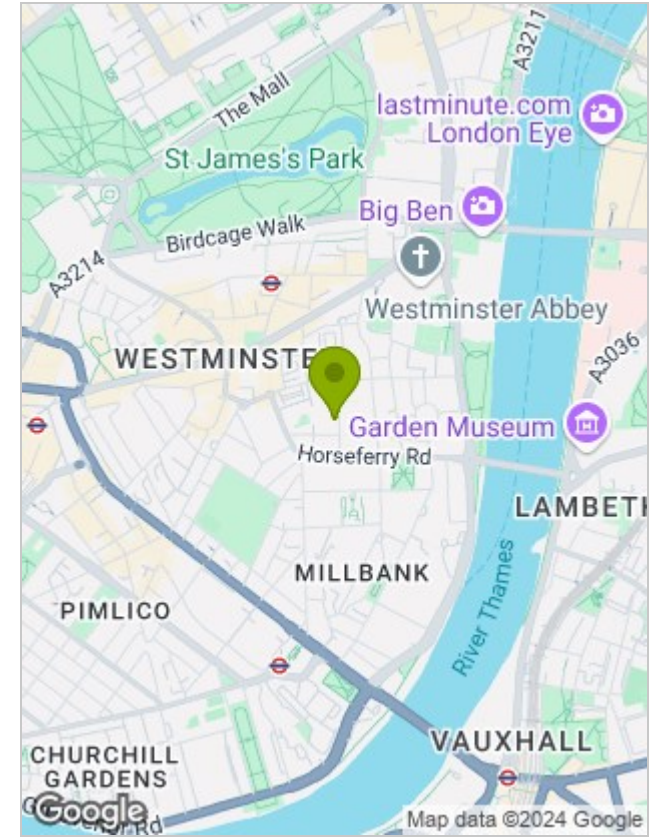 A3211
The Mall
lastminute.com
London Eye
St James's Park
Big Ben
Birdcage Walk
A3214
Westminster Abbey
A3036
WESTMINSTE
Garden Museum
Horseferry Rd
LAMBETH
MILLBANK
River Thames
PIMLICO
VAUXHALL
CHURCHILL
GARDENS
Rd
Google
Map data ©2024 Google